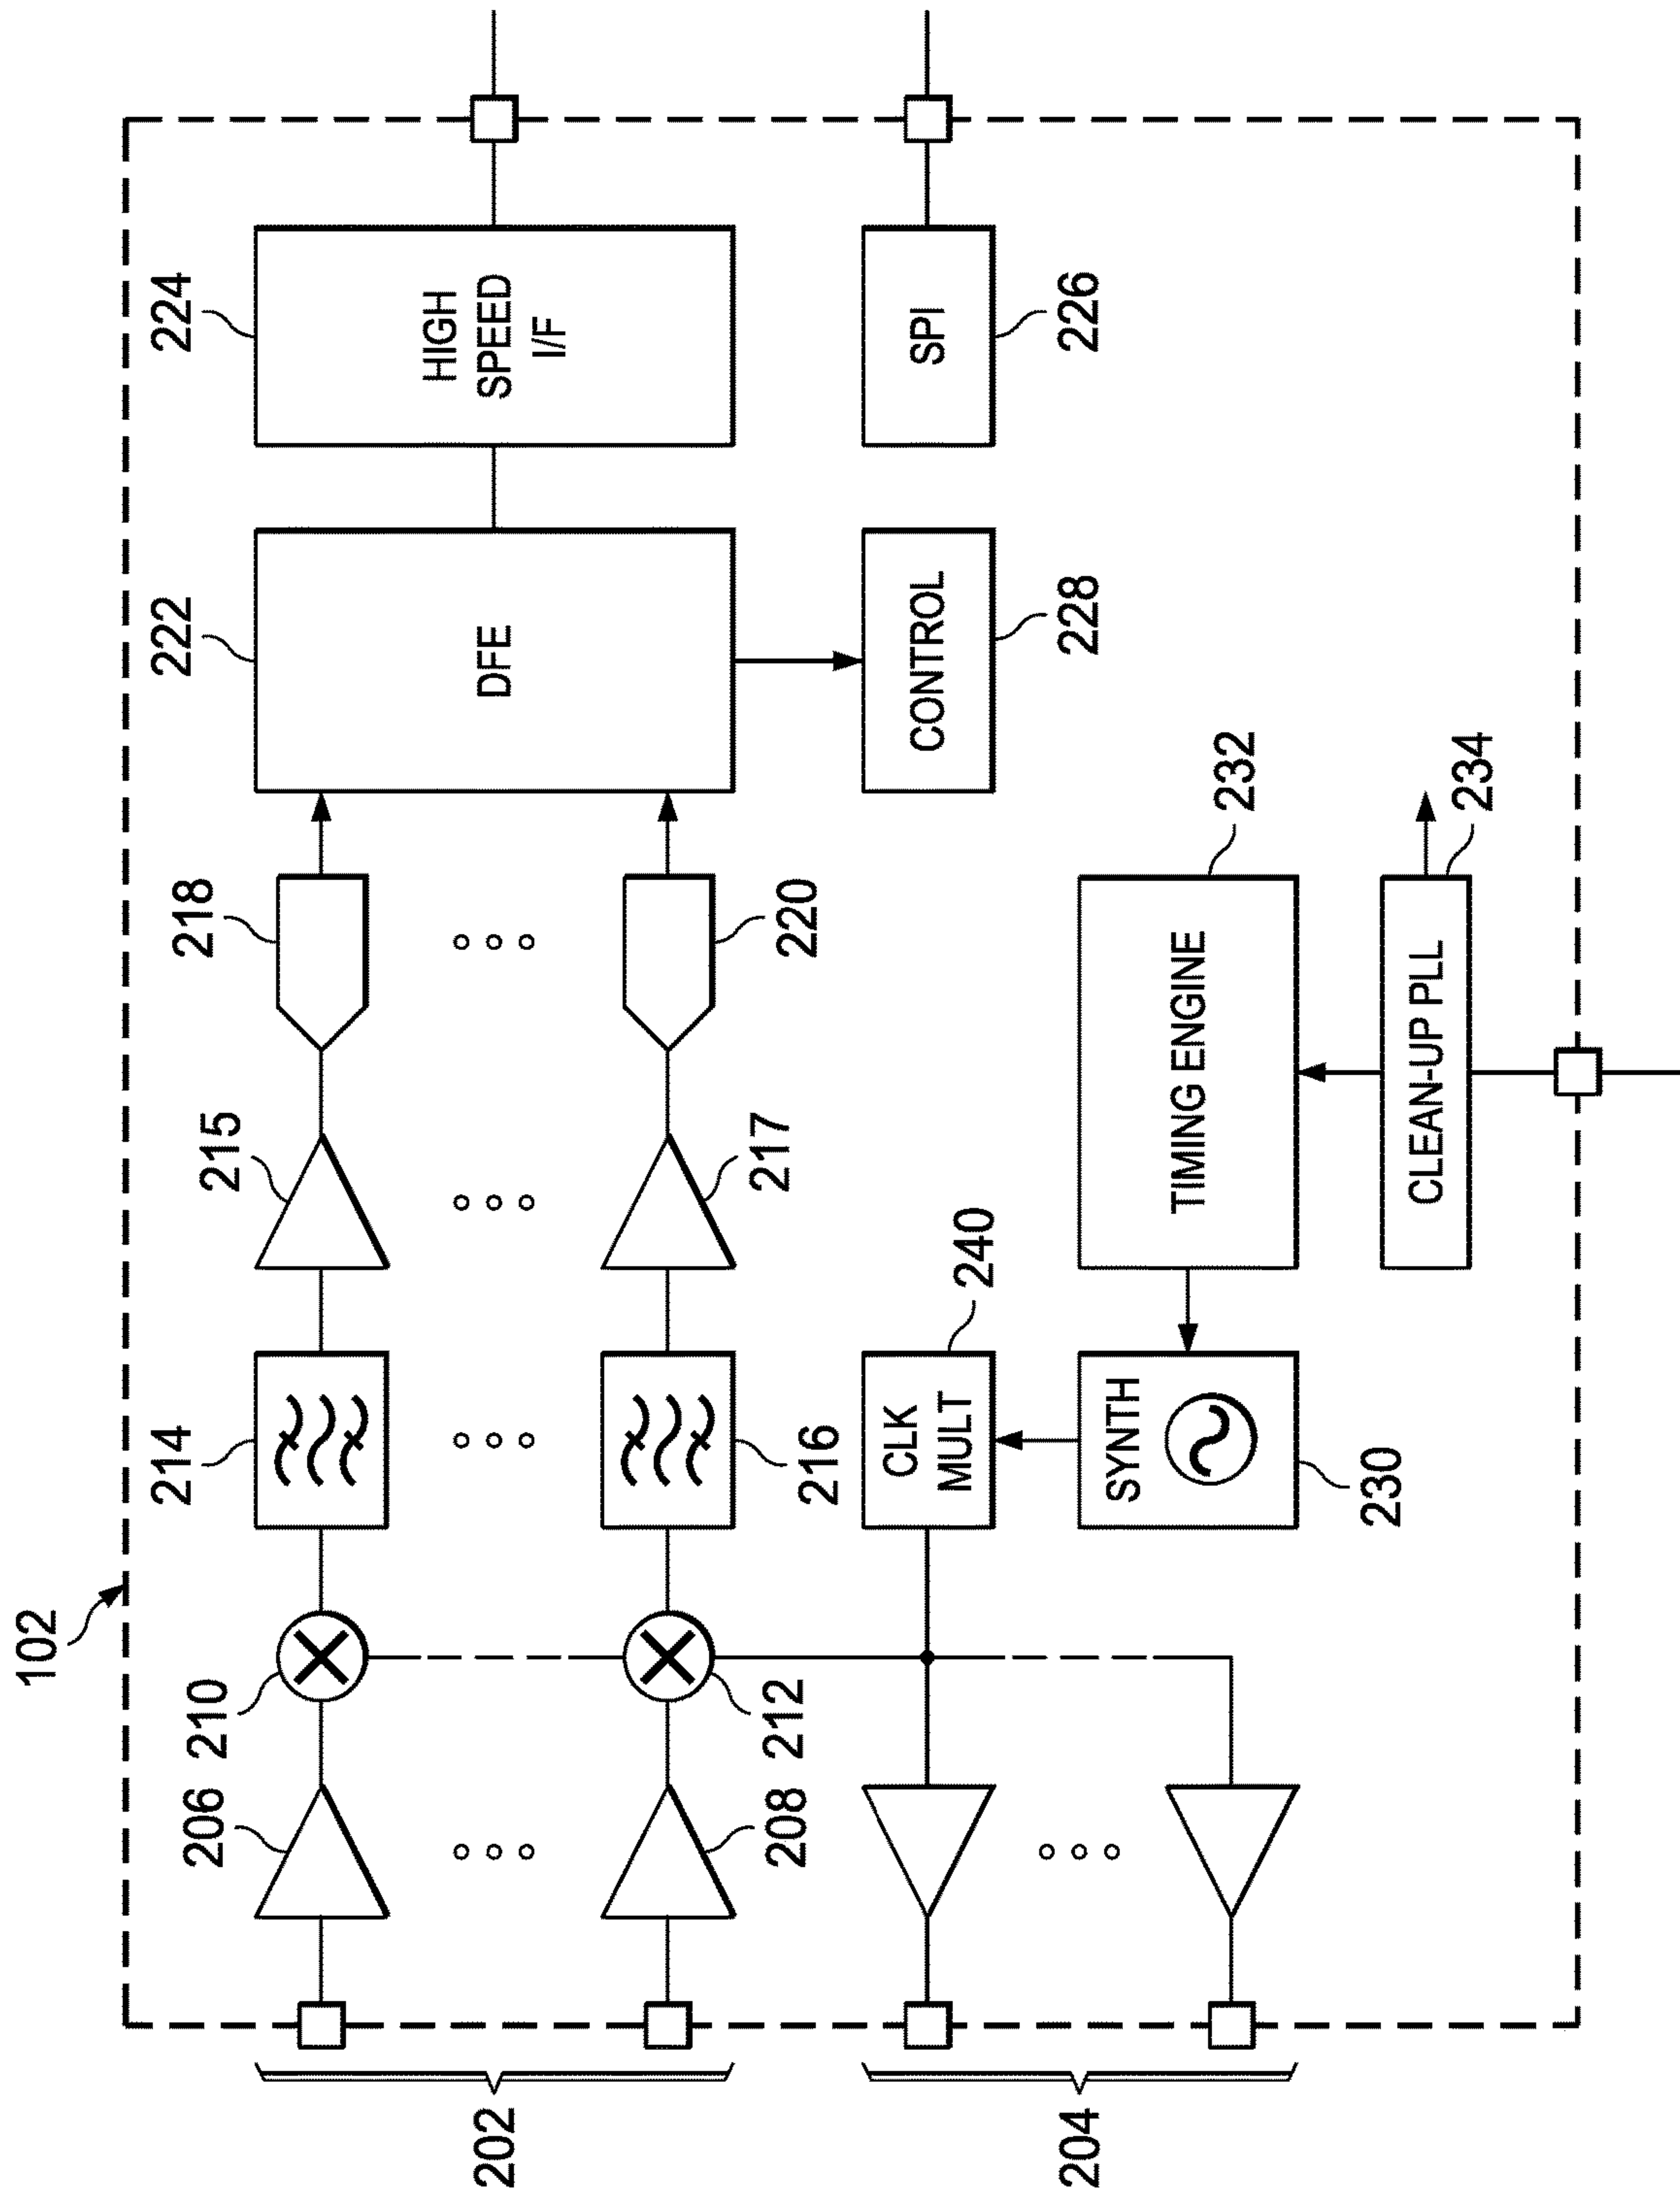 102
202
206
210
214
215
218
222
DFE
224
HIGH
SPEED
I/F
208
212
216
217
220
CONTROL
228
SPI
226
204
CLK
MULT
240
SYNTH
230
TIMING ENGINE
232
CLEAN-UP PLL
234